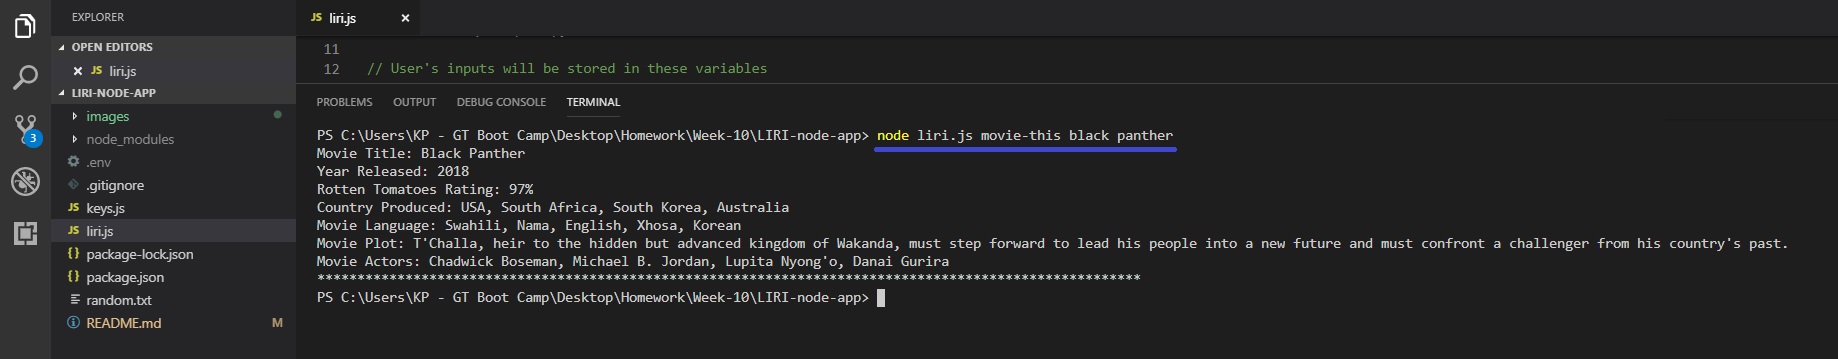 EXPLORER
OPEN EDITORS
JS liri.js
LIRI-NODE-APP
images
node_modules
.env
.gitignore
JS keys.js
JS liri.js
{ } package-lock.json
{ } package.json
random.txt
README.md M
3
JS liri.js ×
11
12 // User's inputs will be stored in these variables
PROBLEMS OUTPUT DEBUG CONSOLE TERMINAL
PS C:\Users\KP - GT Boot Camp\Desktop\Homework\Week-10\LIRI-node-app> node liri.js movie-this black panther
Movie Title: Black Panther
Year Released: 2018
Rotten Tomatoes Rating: 97%
Country Produced: USA, South Africa, South Korea, Australia
Movie Language: Swahili, Nama, English, Xhosa, Korean
Movie Plot: T'Challa, heir to the hidden but advanced kingdom of Wakanda, must step forward to lead his people into a new future and must confront a challenger from his country's past.
Movie Actors: Chadwick Boseman, Michael B. Jordan, Lupita Nyong'o, Danai Gurira
*******************************************************************************************************
PS C:\Users\KP - GT Boot Camp\Desktop\Homework\Week-10\LIRI-node-app>